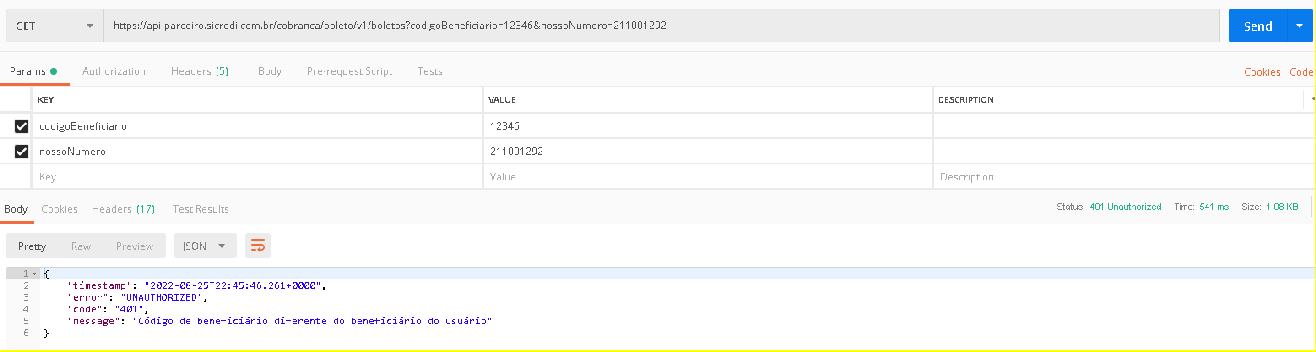 GET https://api-parceiro.sicredi.com.br/cobranca/boleto/v1/boletos?codigoBeneficiario=12346&nossoNumero=211001292 Send
Params Authorization Headers (5) Body Pre-request Script Tests Cookies Code
KEY VALUE DESCRIPTION
codigoBeneficiario 12346
nossoNumero 211001292
Key Value Description
Body Cookies Headers (17) Test Results Status: 401 Unauthorized Time: 541 ms Size: 1.08 KB
Pretty Raw Preview JSON
1 {
2 "timestamp": "2022-08-25T22:45:46.261+0000",
3 "error": "UNAUTHORIZED",
4 "code": "401",
5 "message": "Código de beneficiário diferente do beneficiário do usuário"
6 }